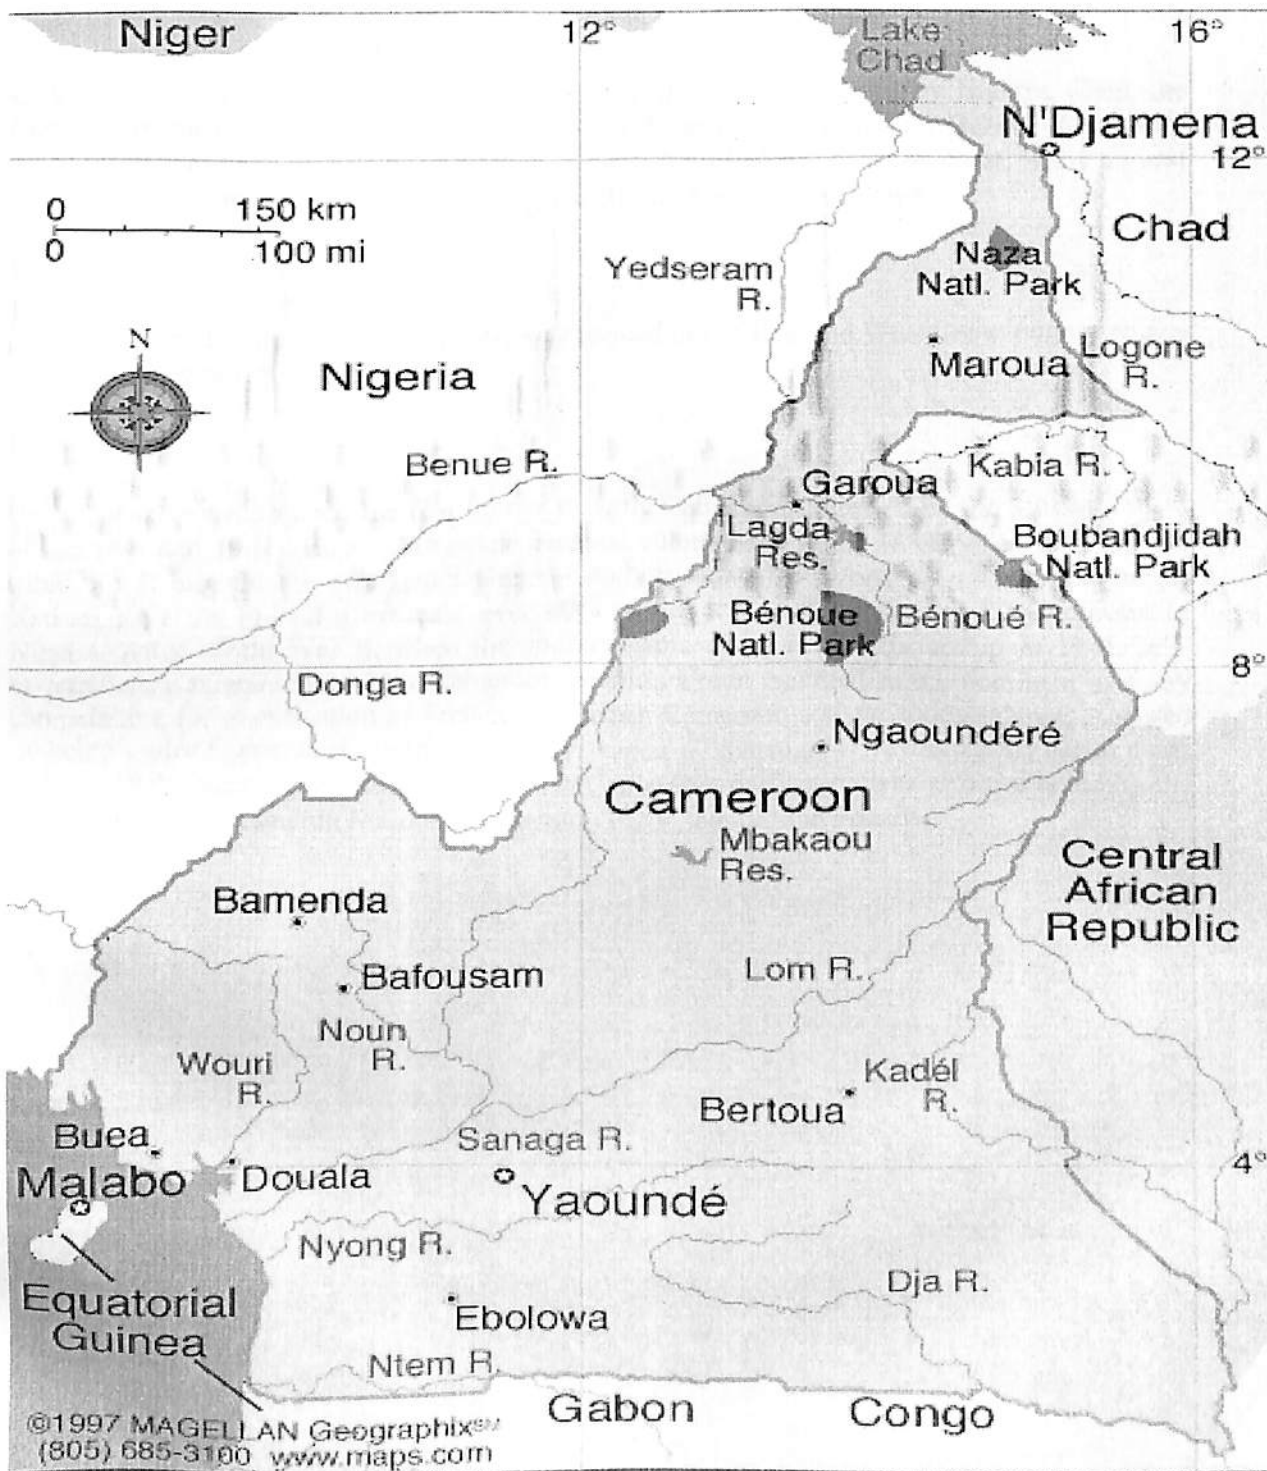 Niger
12°
Lake
Chad
16°
N'Djamena
12°
0 150 km
0 100 mi
Chad
Naza
Natl. Park
Yedseram
R.
N
Nigeria
Maroua
Logone
R.
Benue R.
Kabia R.
Garoua
Lagda
Res.
Boubandjidah
Natl. Park
Bénoue
Natl. Park
Bénoué R.
8°
Donga R.
Ngaoundéré
Cameroon
Mbakaou
Res.
Central
African
Republic
Bamenda
Bafousam
Lom R.
Noun
R.
Wouri
R.
Kadél
R.
Bertoua
Buea
Sanaga R.
4°
Malabo
Douala
Yaoundé
Nyong R.
Dja R.
Equatorial
Guinea
Ebolowa
Ntem R.
Gabon
Congo
©1997 MAGELLAN Geographix℠
(805) 685-3100 www.maps.com